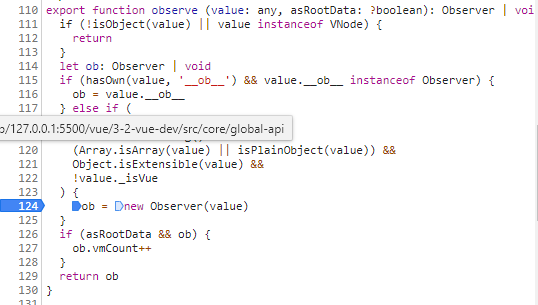 110 export function observe (value: any, asRootData: ?boolean): Observer | voi
111 if (!isObject(value) || value instanceof VNode) {
112 return
113 }
114 let ob: Observer | void
115 if (hasOwn(value, '__ob__') && value.__ob__ instanceof Observer) {
116 ob = value.__ob__
117 } else if (
/127.0.0.1:5500/vue/3-2-vue-dev/src/core/global-api
120 (Array.isArray(value) || isPlainObject(value)) &&
121 Object.isExtensible(value) &&
122 !value._isVue
123 ) {
124 ob = new Observer(value)
125 }
126 if (asRootData && ob) {
127 ob.vmCount++
128 }
129 return ob
130 }
131